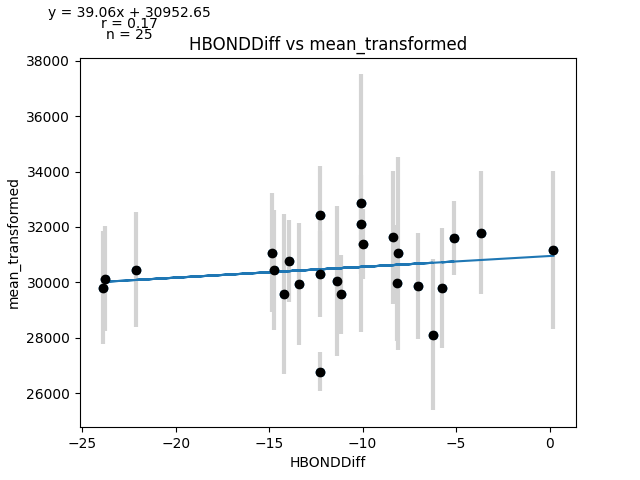 y = 39.06x + 30952.65
r = 0.17
n = 25
HBONDDiff vs mean_transformed
38000
36000
34000
32000
30000
28000
26000
mean_transformed
−25
−20
−15
−10
−5
0
HBONDDiff